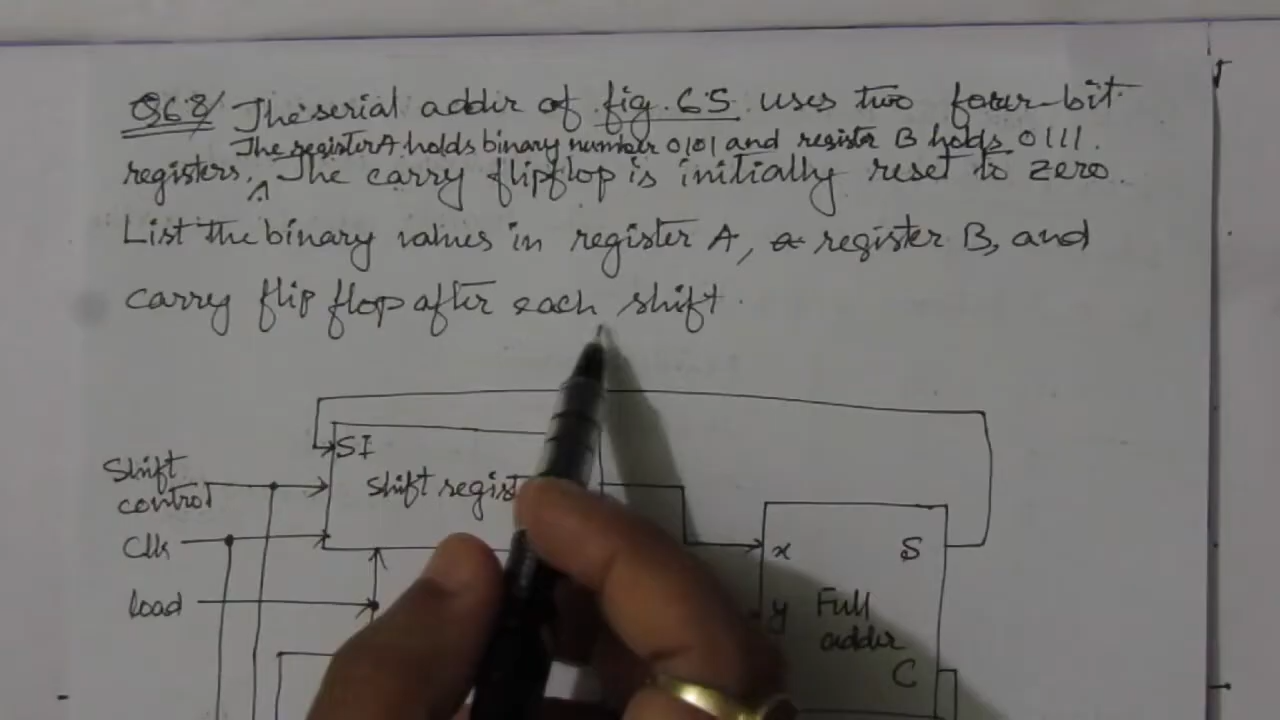 Q6.8/ The serial adder of fig. 6.5 uses two four-bit
The register A holds binary number 0101 and register B holds 0111.
registers. The carry flipflop is initially reset to zero.
List the binary values in register A, register B, and
carry flip flop after each shift.
SI
Shift control
shift regist
Clk
load
x
S
y
Full adder
C